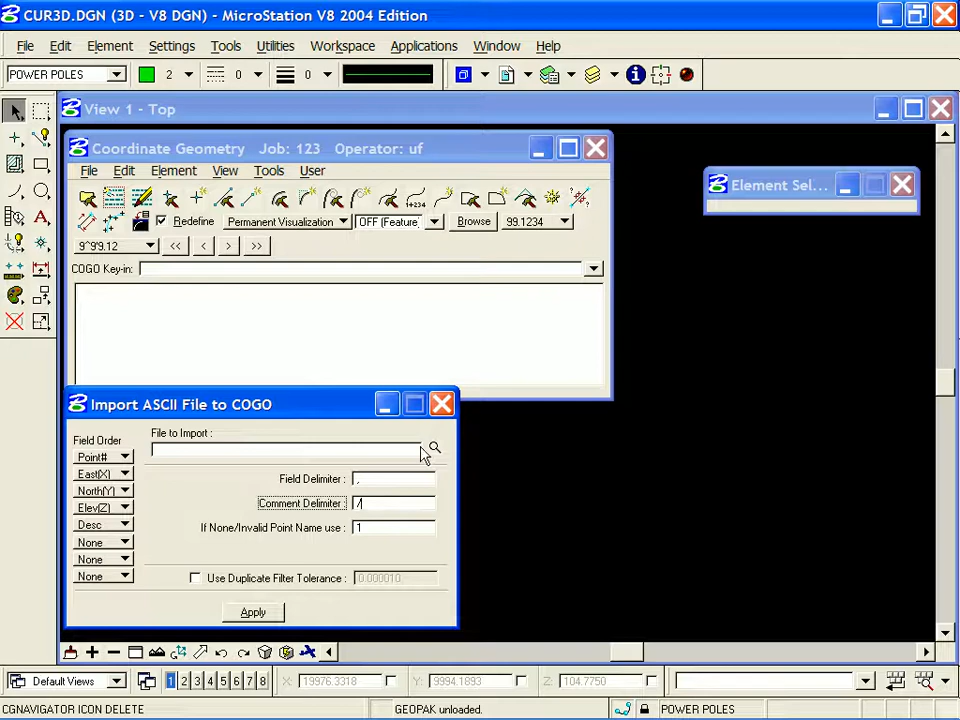 CUR3D.DGN (3D - V8 DGN) - MicroStation V8 2004 Edition
File Edit Element Settings Tools Utilities Workspace Applications Window Help
POWER POLES 2 0 0
View 1 - Top
Coordinate Geometry Job: 123 Operator: uf
Element Sel...
File Edit Element View Tools User
Redefine Permanent Visualization OFF (Feature Browse 99.1234
9^9'9.12 << < > >>
COGO Key-in:
Import ASCII File to COGO
File to Import :
Field Order
Point#
East(X)
North(Y)
Elev(Z)
Desc
None
None
None
Field Delimiter : ,
Comment Delimiter : /
If None/Invalid Point Name use : 1
Use Duplicate Filter Tolerance : 0.000010
Apply
Default Views 1 2 3 4 5 6 7 8 X: 19976.3318 Y: 9994.1893 Z: 104.7750
CGNAVIGATOR ICON DELETE GEOPAK unloaded. POWER POLES